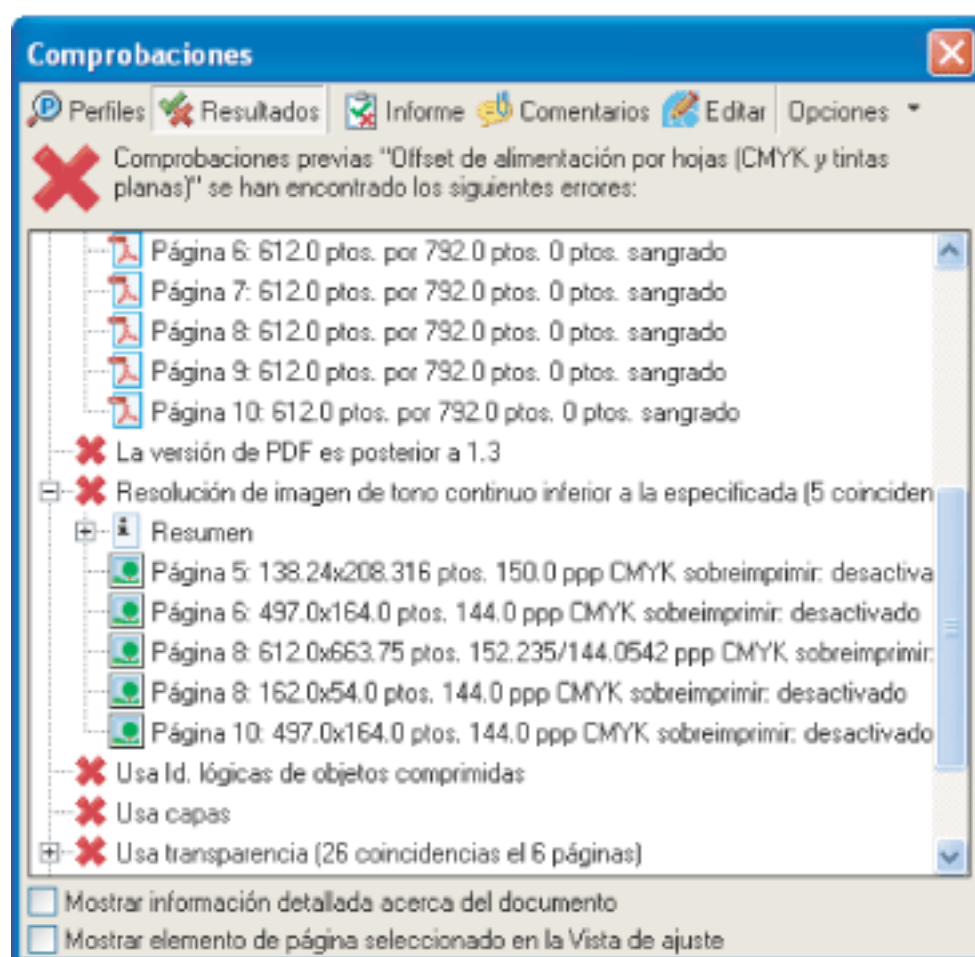 Comprobaciones
Perfiles Resultados Informe Comentarios Editar Opciones
Comprobaciones previas "Offset de alimentación por hojas (CMYK y tintas
planas)" se han encontrado los siguientes errores:
Página 6: 612.0 ptos. por 792.0 ptos. 0 ptos. sangrado
Página 7: 612.0 ptos. por 792.0 ptos. 0 ptos. sangrado
Página 8: 612.0 ptos. por 792.0 ptos. 0 ptos. sangrado
Página 9: 612.0 ptos. por 792.0 ptos. 0 ptos. sangrado
Página 10: 612.0 ptos. por 792.0 ptos. 0 ptos. sangrado
La versión de PDF es posterior a 1.3
Resolución de imagen de tono continuo inferior a la especificada (5 coinciden
Resumen
Página 5: 138.24x208.316 ptos. 150.0 ppp CMYK sobreimprimir: desactiva
Página 6: 497.0x164.0 ptos. 144.0 ppp CMYK sobreimprimir: desactivado
Página 8: 612.0x663.75 ptos. 152.235/144.0542 ppp CMYK sobreimprimir:
Página 8: 162.0x54.0 ptos. 144.0 ppp CMYK sobreimprimir: desactivado
Página 10: 497.0x164.0 ptos. 144.0 ppp CMYK sobreimprimir: desactivado
Usa Id. lógicas de objetos comprimidas
Usa capas
Usa transparencia (26 coincidencias el 6 páginas)
Mostrar información detallada acerca del documento
Mostrar elemento de página seleccionado en la Vista de ajuste